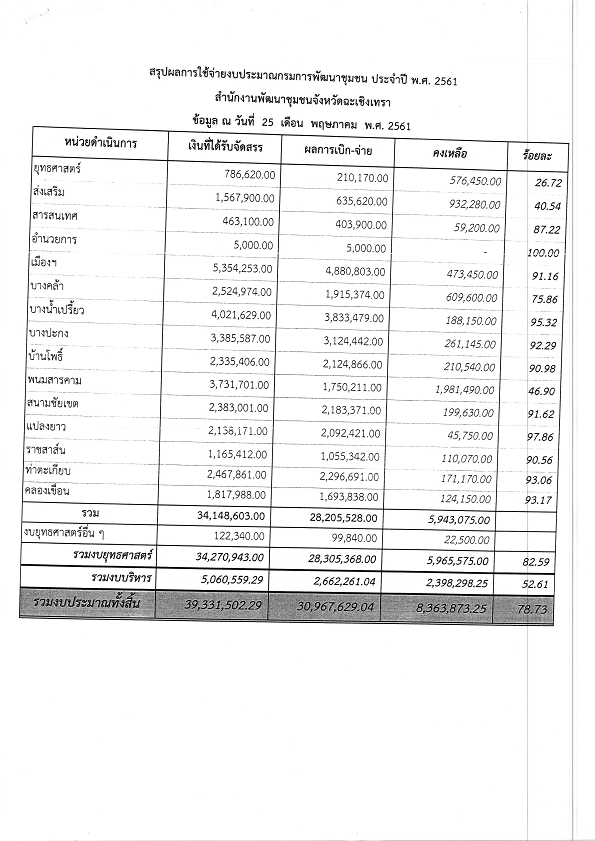 สรุปผลการใช้จ่ายงบประมาณกรมการพัฒนาชุมชน ประจำปี พ.ศ. 2561
สำนักงานพัฒนาชุมชนจังหวัดฉะเชิงเทรา
ข้อมูล ณ วันที่ 25 เดือน พฤษภาคม พ.ศ. 2561
หน่วยดำเนินการ เงินที่ได้รับจัดสรร ผลการเบิก-จ่าย คงเหลือ ร้อยละ
ยุทธศาสตร์ 786,620.00 210,170.00 576,450.00 26.72
ส่งเสริม 1,567,900.00 635,620.00 932,280.00 40.54
สารสนเทศ 463,100.00 403,900.00 59,200.00 87.22
อำนวยการ 5,000.00 5,000.00 - 100.00
เมืองฯ 5,354,253.00 4,880,803.00 473,450.00 91.16
บางคล้า 2,524,974.00 1,915,374.00 609,600.00 75.86
บางน้ำเปรี้ยว 4,021,629.00 3,833,479.00 188,150.00 95.32
บางปะกง 3,385,587.00 3,124,442.00 261,145.00 92.29
บ้านโพธิ์ 2,335,406.00 2,124,866.00 210,540.00 90.98
พนมสารคาม 3,731,701.00 1,750,211.00 1,981,490.00 46.90
สนามชัยเขต 2,383,001.00 2,183,371.00 199,630.00 91.62
แปลงยาว 2,138,171.00 2,092,421.00 45,750.00 97.86
ราชสาส์น 1,165,412.00 1,055,342.00 110,070.00 90.56
ท่าตะเกียบ 2,467,861.00 2,296,691.00 171,170.00 93.06
คลองเขื่อน 1,817,988.00 1,693,838.00 124,150.00 93.17
รวม 34,148,603.00 28,205,528.00 5,943,075.00
งบยุทธศาสตร์อื่น ๆ 122,340.00 99,840.00 22,500.00
รวมงบยุทธศาสตร์ 34,270,943.00 28,305,368.00 5,965,575.00 82.59
รวมงบบริหาร 5,060,559.29 2,662,261.04 2,398,298.25 52.61
รวมงบประมาณทั้งสิ้น 39,331,502.29 30,967,629.04 8,363,873.25 78.73